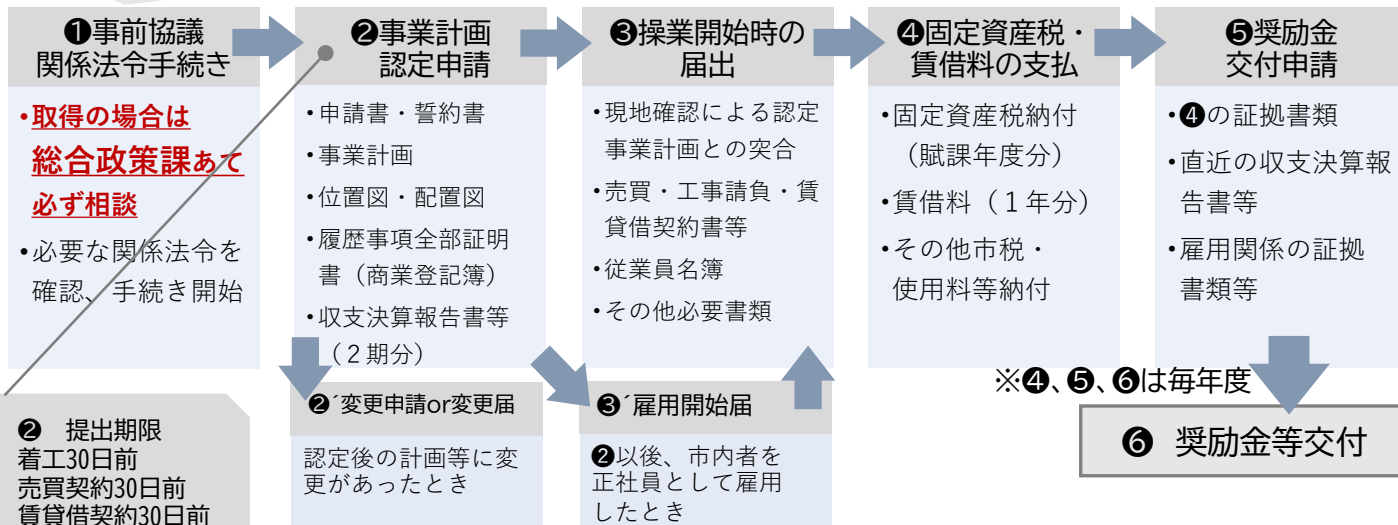 ❶事前協議
関係法令手続き
•取得の場合は
総合政策課あて
必ず相談
•必要な関係法令を
確認、手続き開始
❷事業計画
認定申請
•申請書・誓約書
•事業計画
•位置図・配置図
•履歴事項全部証明
書（商業登記簿）
•収支決算報告書等
（２期分）
❸操業開始時の
届出
•現地確認による認定
事業計画との突合
•売買・工事請負・賃
貸借契約書等
•従業員名簿
•その他必要書類
❹固定資産税・
賃借料の支払
•固定資産税納付
（賦課年度分）
•賃借料（１年分）
•その他市税・
使用料等納付
❺奨励金
交付申請
•❹の証拠書類
•直近の収支決算報
告書等
•雇用関係の証拠
書類等
※❹、❺、❻は毎年度
❻ 奨励金等交付
❷ 提出期限
着工30日前
売買契約30日前
賃貸借契約30日前
❷´変更申請or変更届
認定後の計画等に変
更があったとき
❸´雇用開始届
❷以後、市内者を
正社員として雇用
したとき